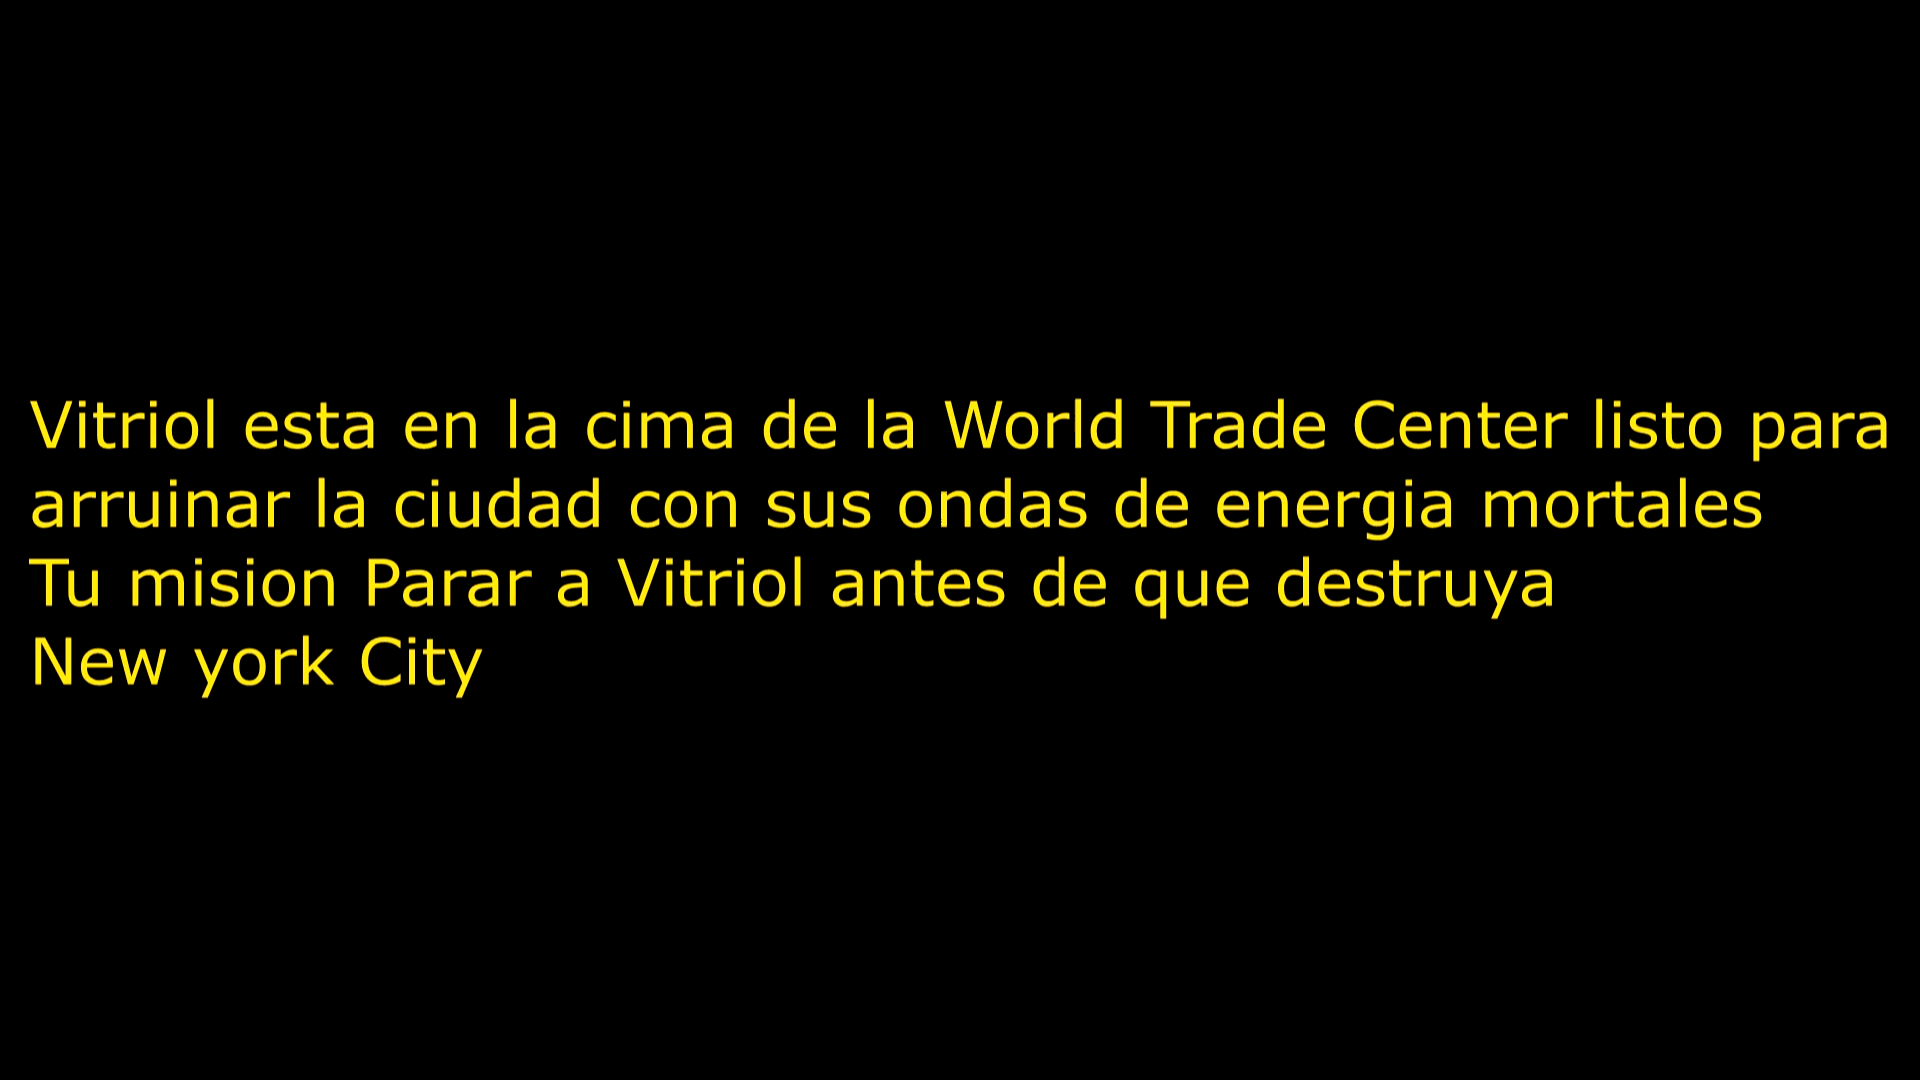 Vitriol esta en la cima de la World Trade Center listo para
arruinar la ciudad con sus ondas de energia mortales
Tu mision Parar a Vitriol antes de que destruya
New york City